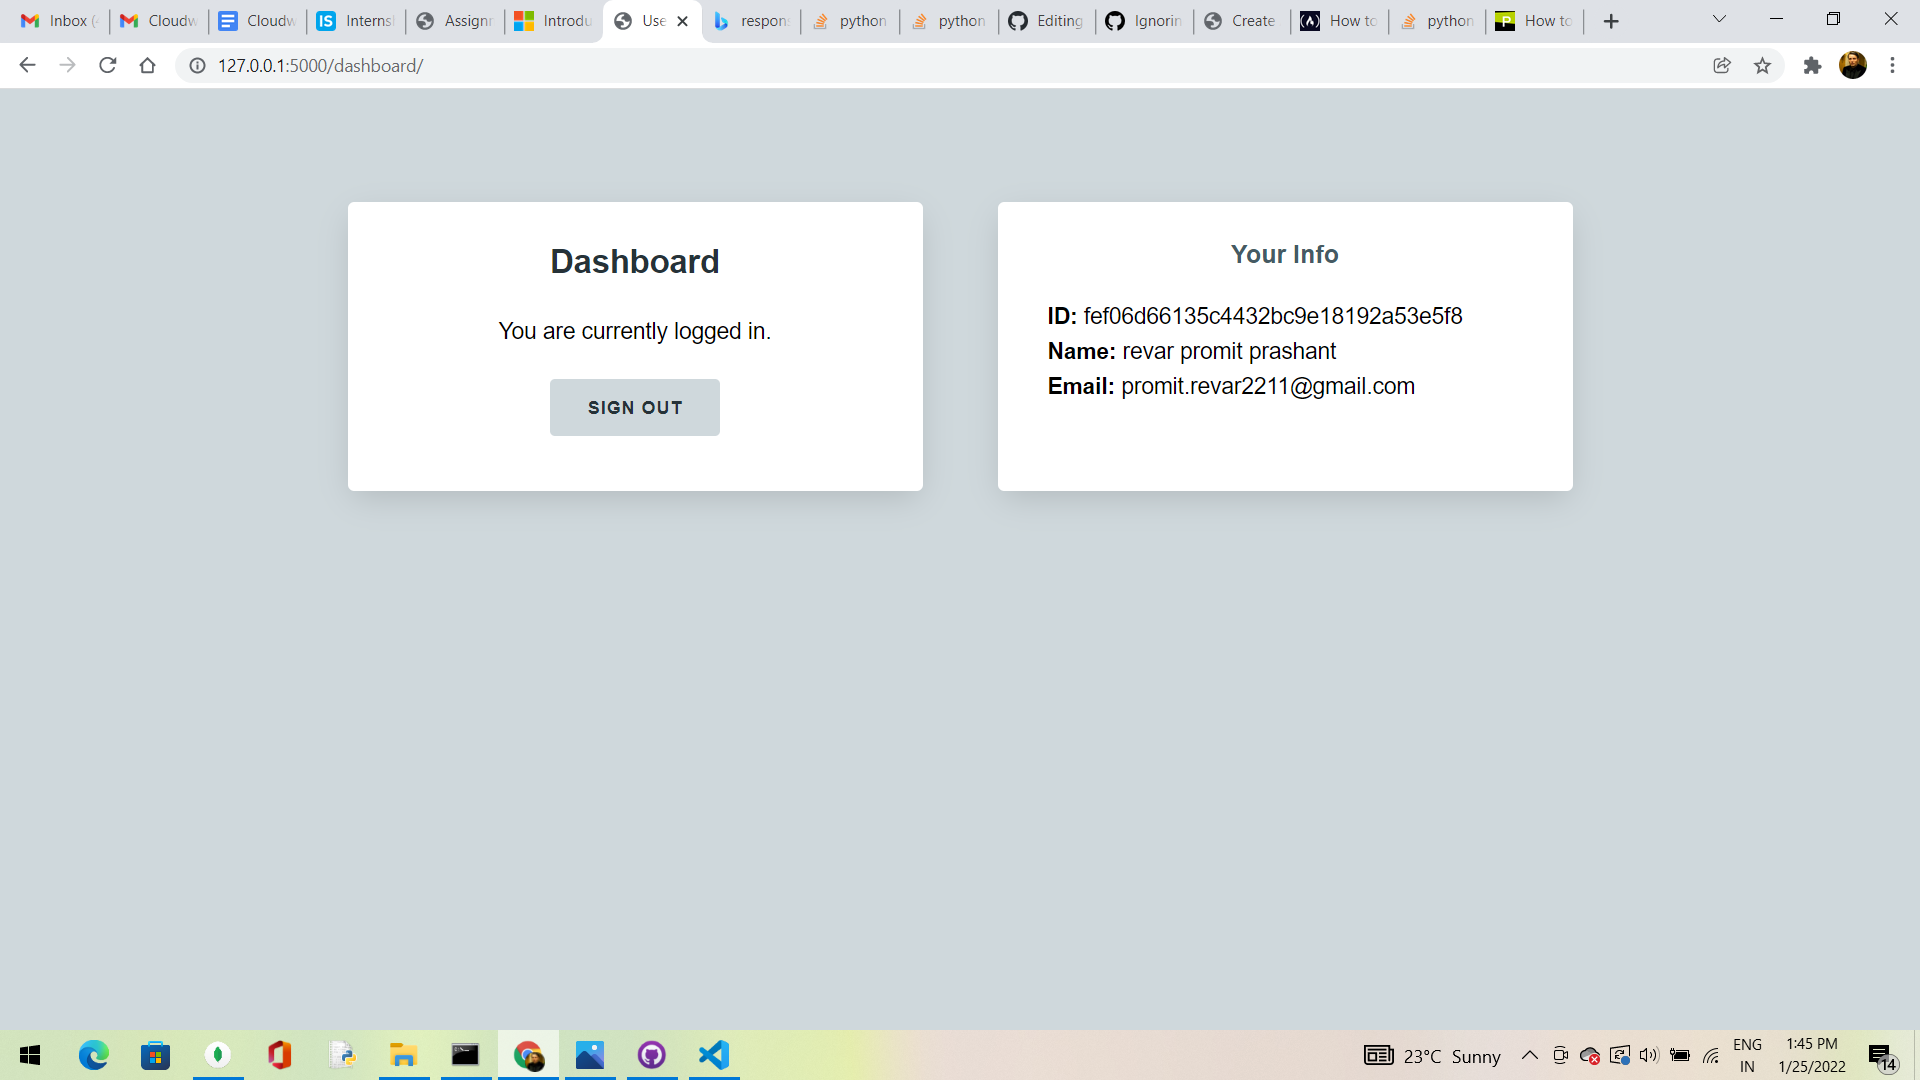 Inbox (
Cloudw
Cloudw
Interns
Assign
Introdu
Use
respon
python
python
Editing
Ignorin
Create
How to
python
How to
127.0.0.1:5000/dashboard/
Dashboard
You are currently logged in.
SIGN OUT
Your Info
ID: fef06d66135c4432bc9e18192a53e5f8
Name: revar promit prashant
Email: promit.revar2211@gmail.com
23°C Sunny
ENG
IN
1:45 PM
1/25/2022
14